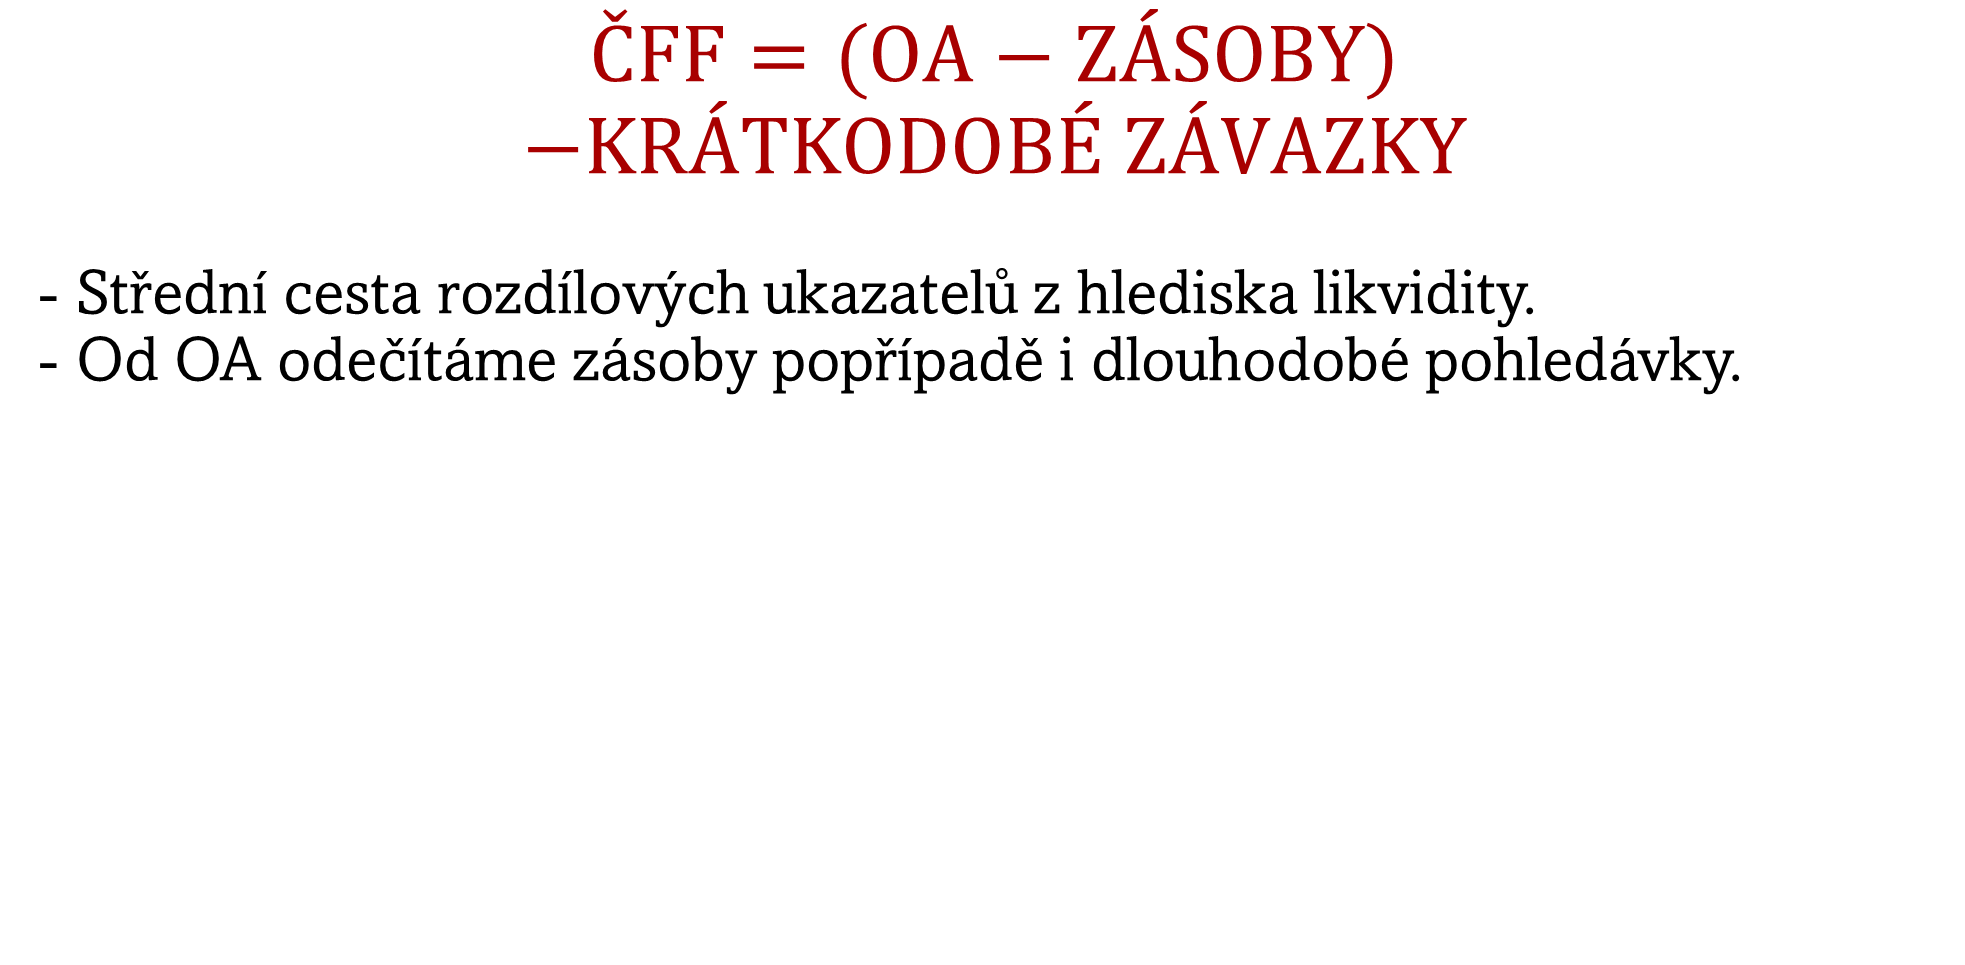 ČFF = (OA − ZÁSOBY)
−KRÁTKODOBÉ ZÁVAZKY
- Střední cesta rozdílových ukazatelů z hlediska likvidity.
- Od OA odečítáme zásoby popřípadě i dlouhodobé pohledávky.